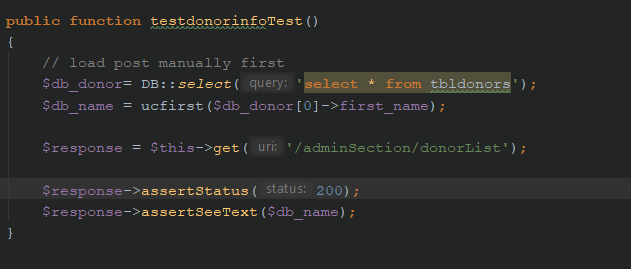 public function testdonorinfoTest()
{
// load post manually first
$db_donor= DB::select( query: 'select * from tbldonors');
$db_name = ucfirst($db_donor[0]->first_name);
$response = $this->get( uri: '/adminSection/donorList');
$response->assertStatus( status: 200);
$response->assertSeeText($db_name);
}